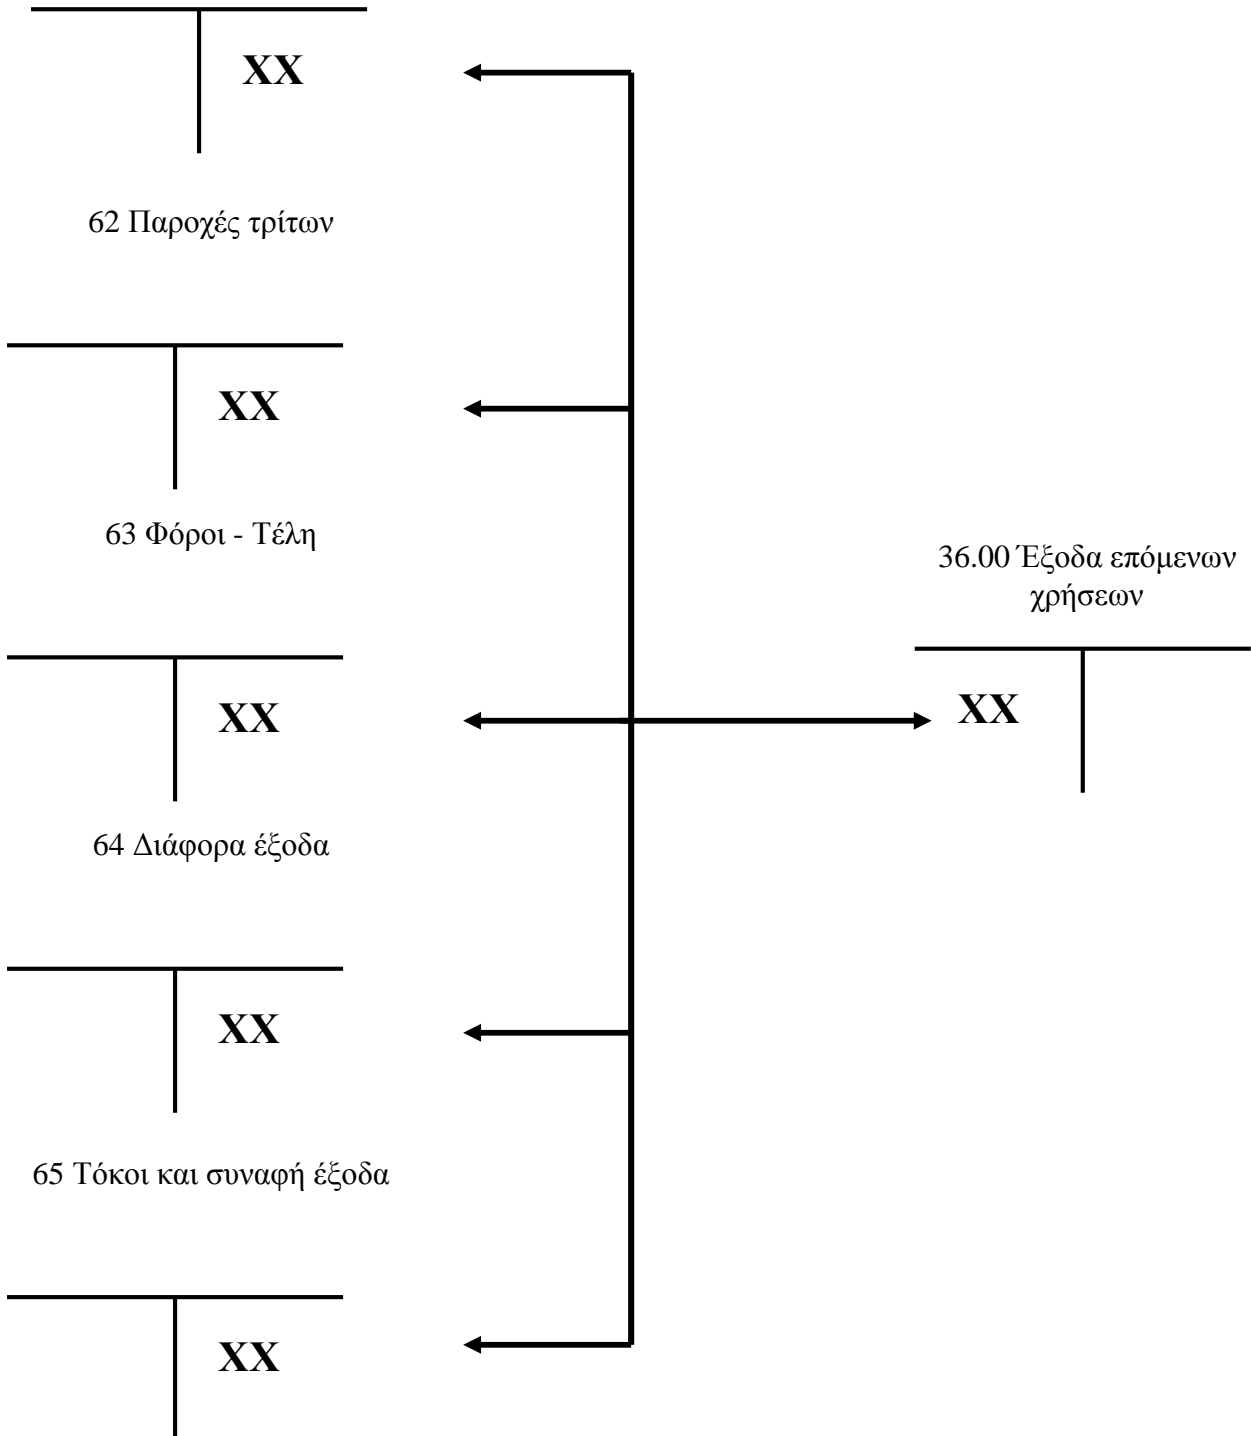 XX
62 Παροχές τρίτων
XX
63 Φόροι - Τέλη
36.00 Έξοδα επόμενων
χρήσεων
XX
XX
64 Διάφορα έξοδα
XX
65 Τόκοι και συναφή έξοδα
XX